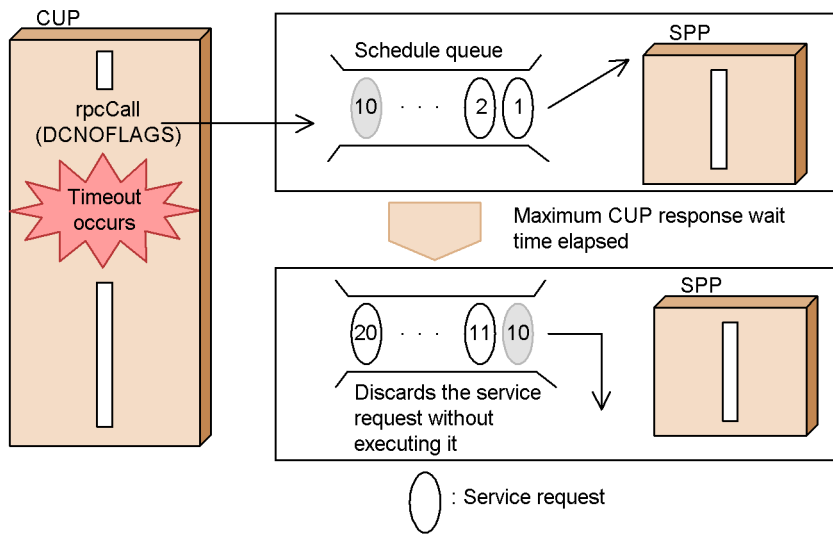 CUP
rpcCall
(DCNOFLAGS)
Timeout
occurs
Schedule queue
10 · · · 2 1
SPP
Maximum CUP response wait
time elapsed
20 · · · 11 10
SPP
Discards the service
request without
executing it
: Service request